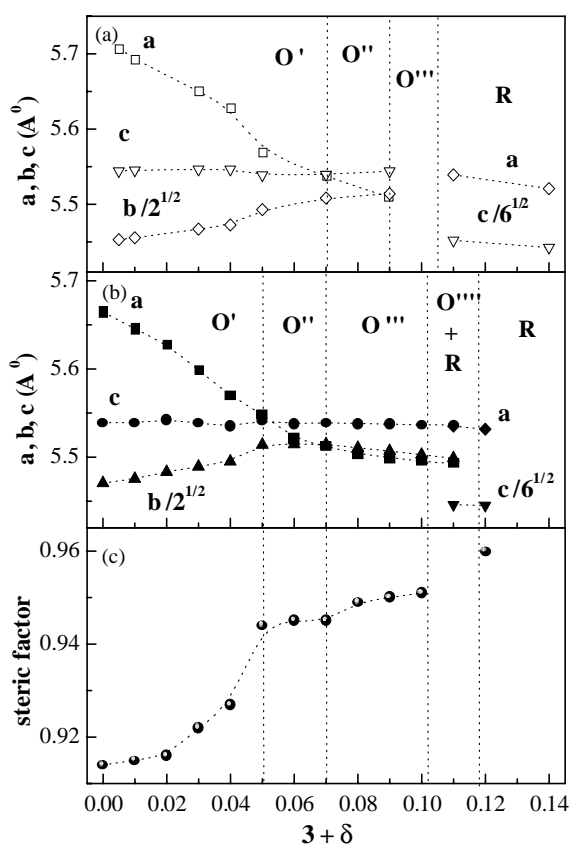 (a)
a
O'
O''
O'''
R
c
a
b/2^1/2
c/6^1/2
a, b, c (A^0)
5.7
5.6
5.5
(b)
a
O'
O''
O'''
O''''
+
R
R
c
a
b/2^1/2
c/6^1/2
a, b, c (A^0)
5.7
5.6
5.5
(c)
steric factor
0.96
0.94
0.92
0.00 0.02 0.04 0.06 0.08 0.10 0.12 0.14
3 + δ